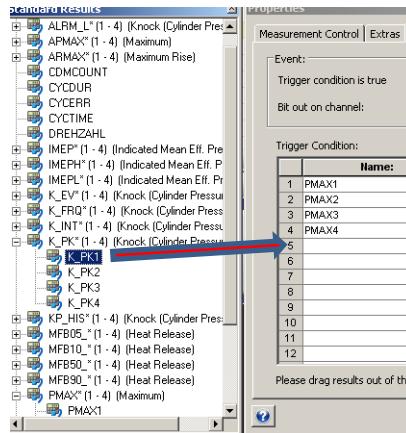 Standard Results
ALRM_L* (1 - 4) (Knock (Cylinder Pres
APMAX* (1 - 4) (Maximum)
ARMAX* (1 - 4) (Maximum Rise)
CDMCOUNT
CYCDUR
CYCERR
CYCTIME
DREHZAHL
IMEP* (1 - 4) (Indicated Mean Eff. Pre
IMEPH* (1 - 4) (Indicated Mean Eff. P
IMEPL* (1 - 4) (Indicated Mean Eff. Pr
K_EV* (1 - 4) (Knock (Cylinder Pressur
K_FRQ* (1 - 4) (Knock (Cylinder Press
K_INT* (1 - 4) (Knock (Cylinder Pressu
K_PK* (1 - 4) (Knock (Cylinder Pressur
K_PK1
K_PK2
K_PK3
K_PK4
KP_HIS* (1 - 4) (Knock (Cylinder Pres
MFB05_* (1 - 4) (Heat Release)
MFB10_* (1 - 4) (Heat Release)
MFB50_* (1 - 4) (Heat Release)
MFB90_* (1 - 4) (Heat Release)
PMAX* (1 - 4) (Maximum)
PMAX1
Properties
Measurement Control Extras
Event:
Trigger condition is true
Bit out on channel:
Trigger Condition:
Name:
1 PMAX1
2 PMAX2
3 PMAX3
4 PMAX4
5
6
7
8
9
10
11
12
Please drag results out of th
?